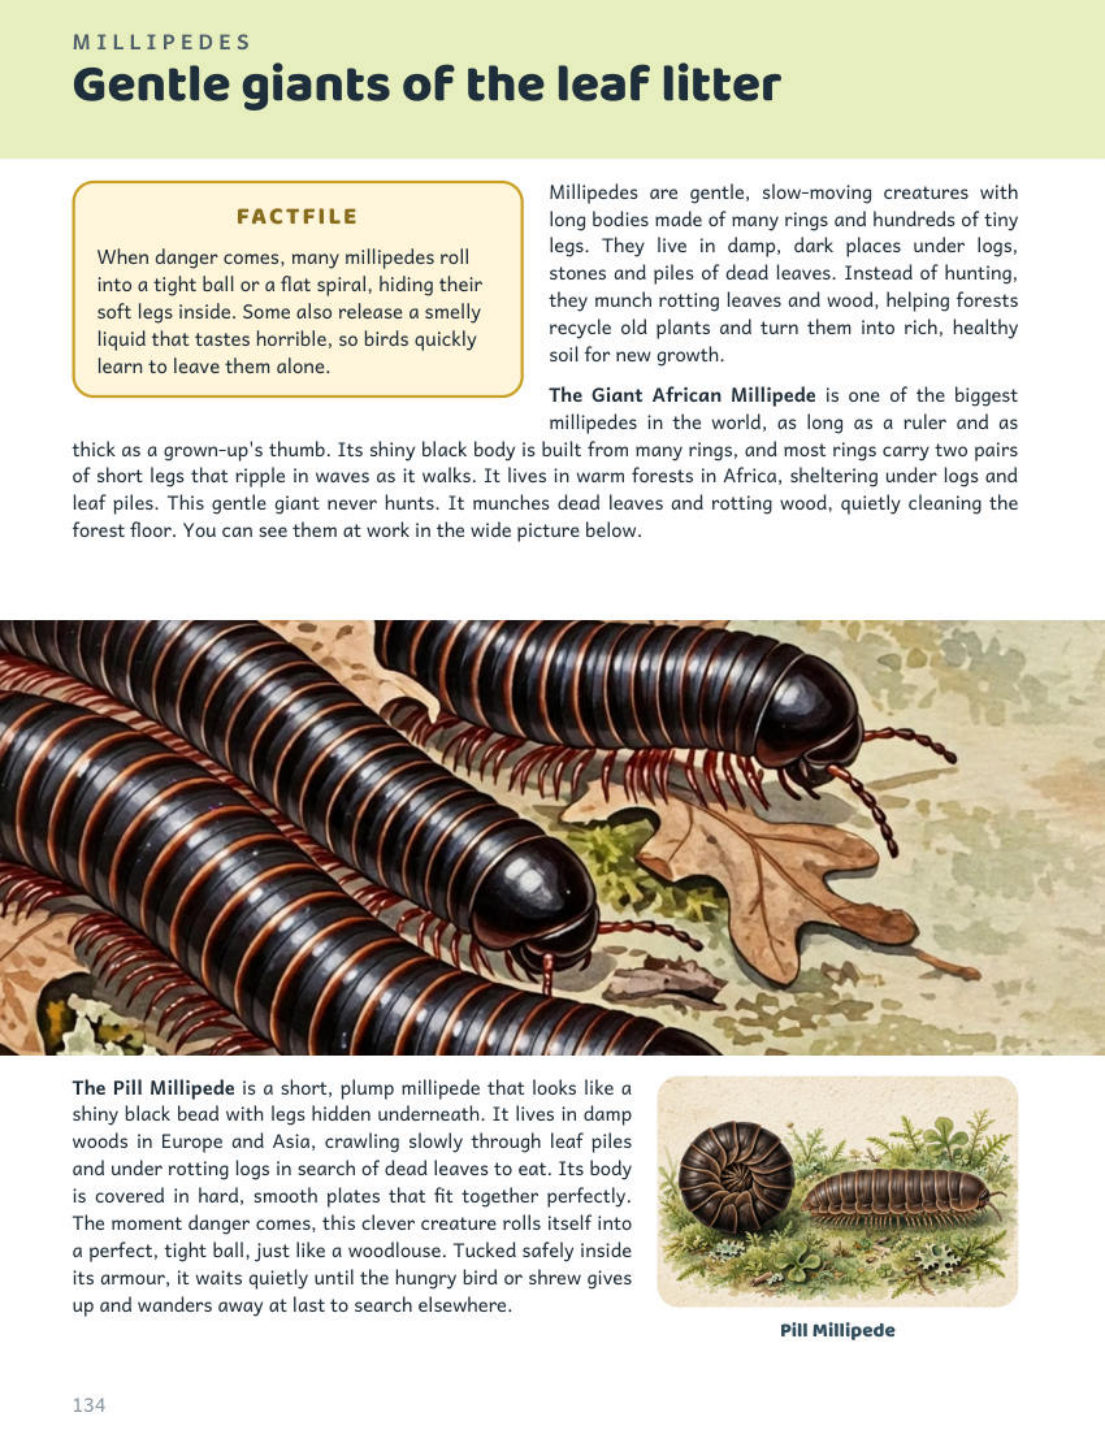 MILLIPEDES
Gentle giants of the leaf litter
FACTFILE
When danger comes, many millipedes roll
into a tight ball or a flat spiral, hiding their
soft legs inside. Some also release a smelly
liquid that tastes horrible, so birds quickly
learn to leave them alone.
Millipedes are gentle, slow-moving creatures with
long bodies made of many rings and hundreds of tiny
legs. They live in damp, dark places under logs,
stones and piles of dead leaves. Instead of hunting,
they munch rotting leaves and wood, helping forests
recycle old plants and turn them into rich, healthy
soil for new growth.
The Giant African Millipede is one of the biggest
millipedes in the world, as long as a ruler and as
thick as a grown-up's thumb. Its shiny black body is built from many rings, and most rings carry two pairs
of short legs that ripple in waves as it walks. It lives in warm forests in Africa, sheltering under logs and
leaf piles. This gentle giant never hunts. It munches dead leaves and rotting wood, quietly cleaning the
forest floor. You can see them at work in the wide picture below.
The Pill Millipede is a short, plump millipede that looks like a
shiny black bead with legs hidden underneath. It lives in damp
woods in Europe and Asia, crawling slowly through leaf piles
and under rotting logs in search of dead leaves to eat. Its body
is covered in hard, smooth plates that fit together perfectly.
The moment danger comes, this clever creature rolls itself into
a perfect, tight ball, just like a woodlouse. Tucked safely inside
its armour, it waits quietly until the hungry bird or shrew gives
up and wanders away at last to search elsewhere.
Pill Millipede
134